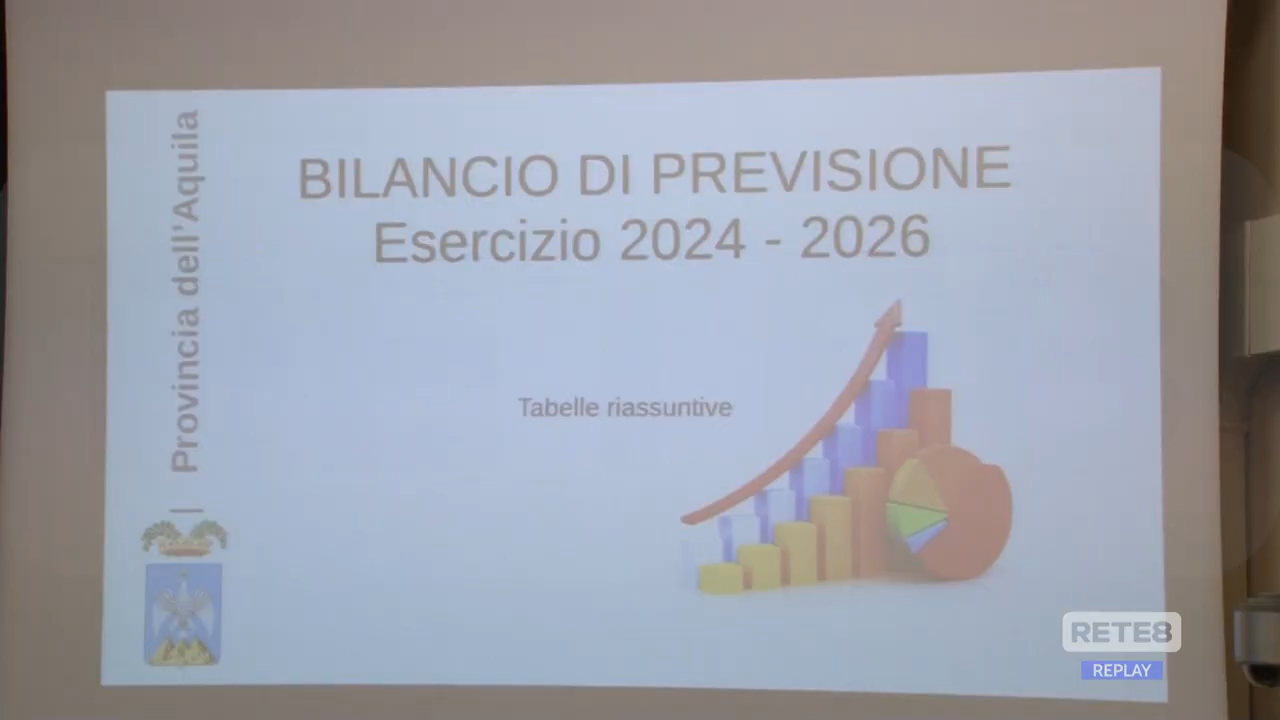 Provincia dell'Aquila
BILANCIO DI PREVISIONE
Esercizio 2024 - 2026
Tabelle riassuntive
RETE8
REPLAY